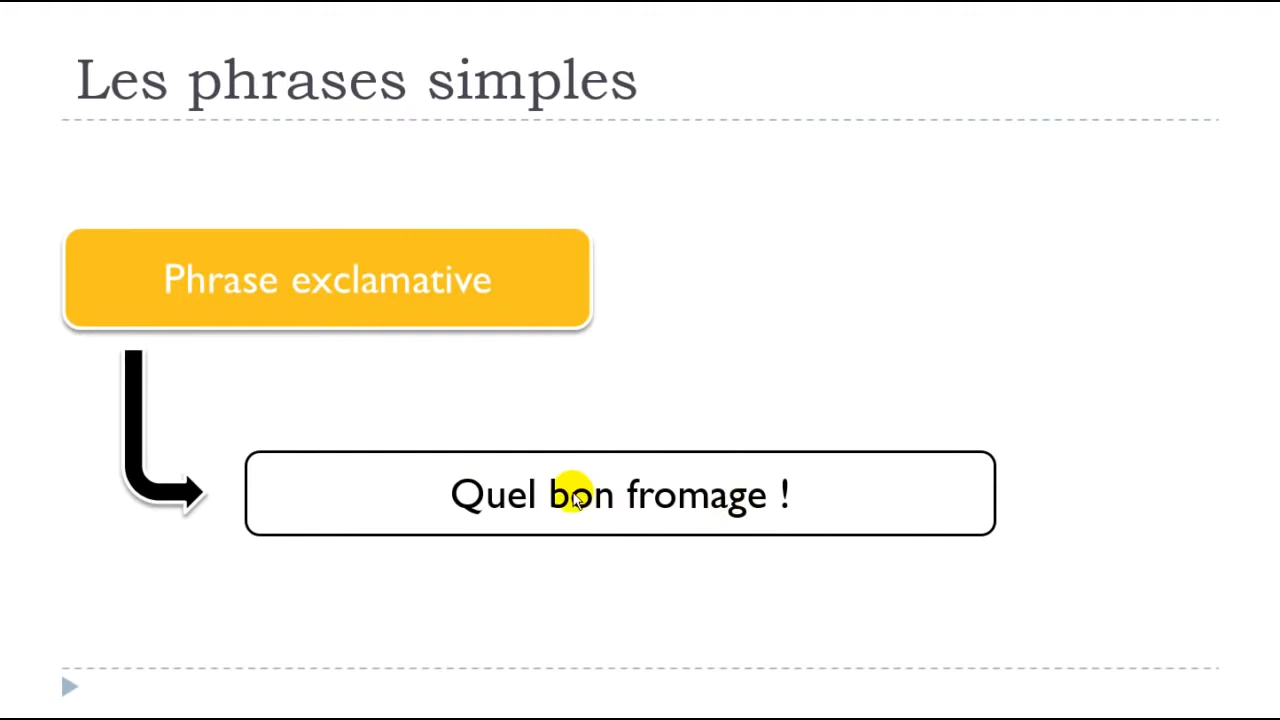 Les phrases simples
Phrase exclamative
Quel bon fromage !